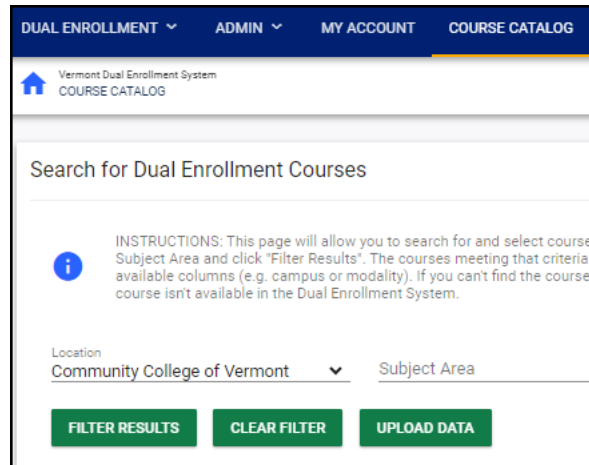 DUAL ENROLLMENT ADMIN MY ACCOUNT COURSE CATALOG
Vermont Dual Enrollment System
COURSE CATALOG
Search for Dual Enrollment Courses
INSTRUCTIONS: This page will allow you to search for and select course
Subject Area and click "Filter Results". The courses meeting that criteria
available columns (e.g. campus or modality). If you can't find the course
course isn't available in the Dual Enrollment System.
Location
Community College of Vermont Subject Area
FILTER RESULTS CLEAR FILTER UPLOAD DATA